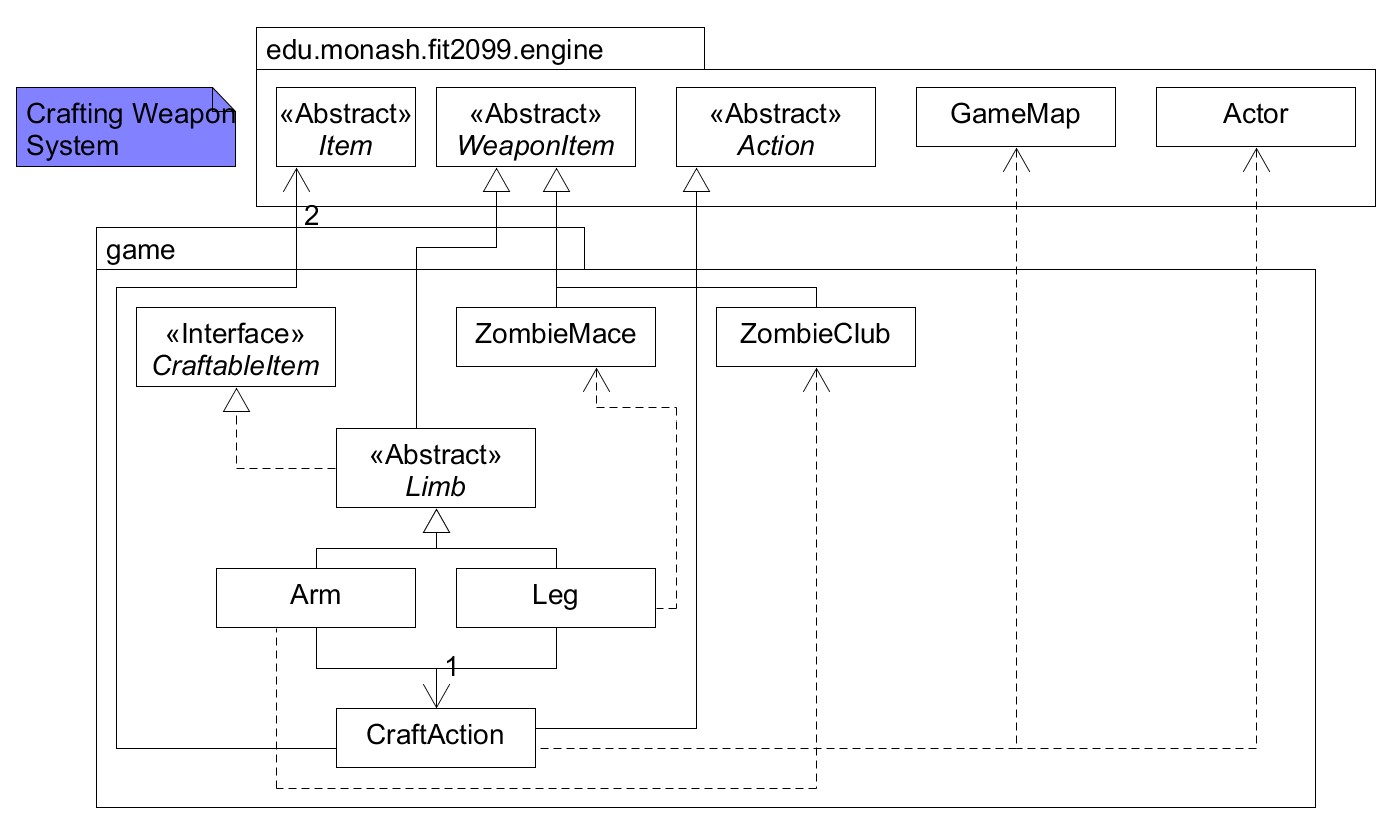 edu.monash.fit2099.engine
Crafting Weapon
System
«Abstract»
Item
«Abstract»
WeaponItem
«Abstract»
Action
GameMap
Actor
2
game
«Interface»
CraftableItem
ZombieMace
ZombieClub
«Abstract»
Limb
Arm
Leg
1
CraftAction